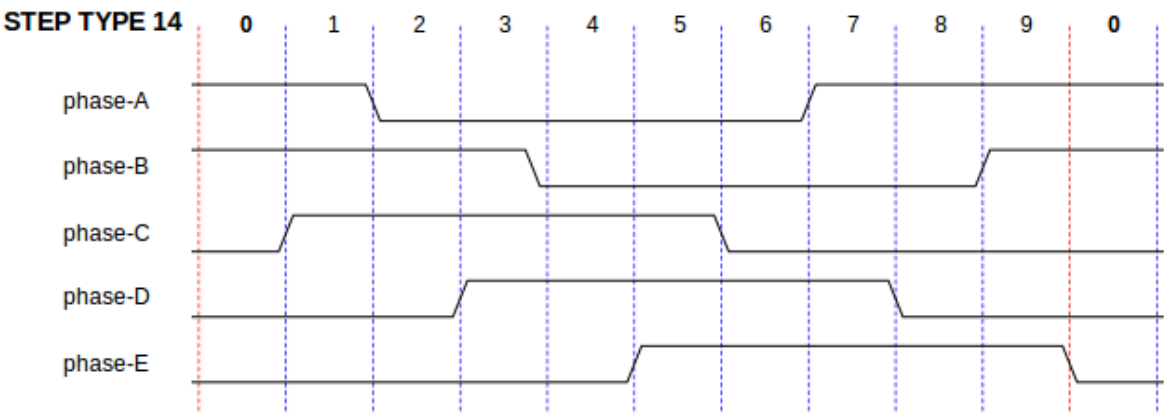 STEP TYPE 14 0 1 2 3 4 5 6 7 8 9 0
phase-A
phase-B
phase-C
phase-D
phase-E